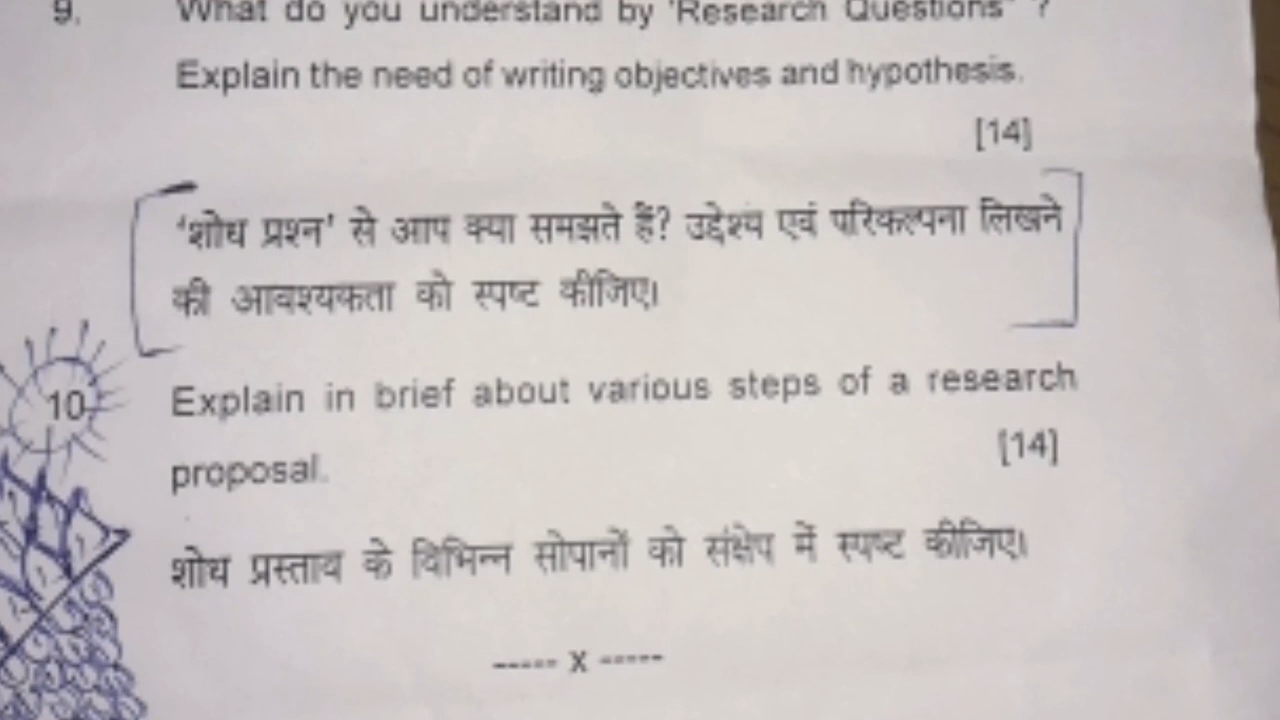 9. What do you understand by 'Research Questions' ?
Explain the need of writing objectives and hypothesis.
[14]
'शोध प्रश्न' से आप क्या समझते हैं? उद्देश्य एवं परिकल्पना लिखने
की आवश्यकता को स्पष्ट कीजिए।
10 Explain in brief about various steps of a research
proposal. [14]
शोध प्रस्ताव के विभिन्न सोपानों को संक्षेप में स्पष्ट कीजिए।
----- x -----